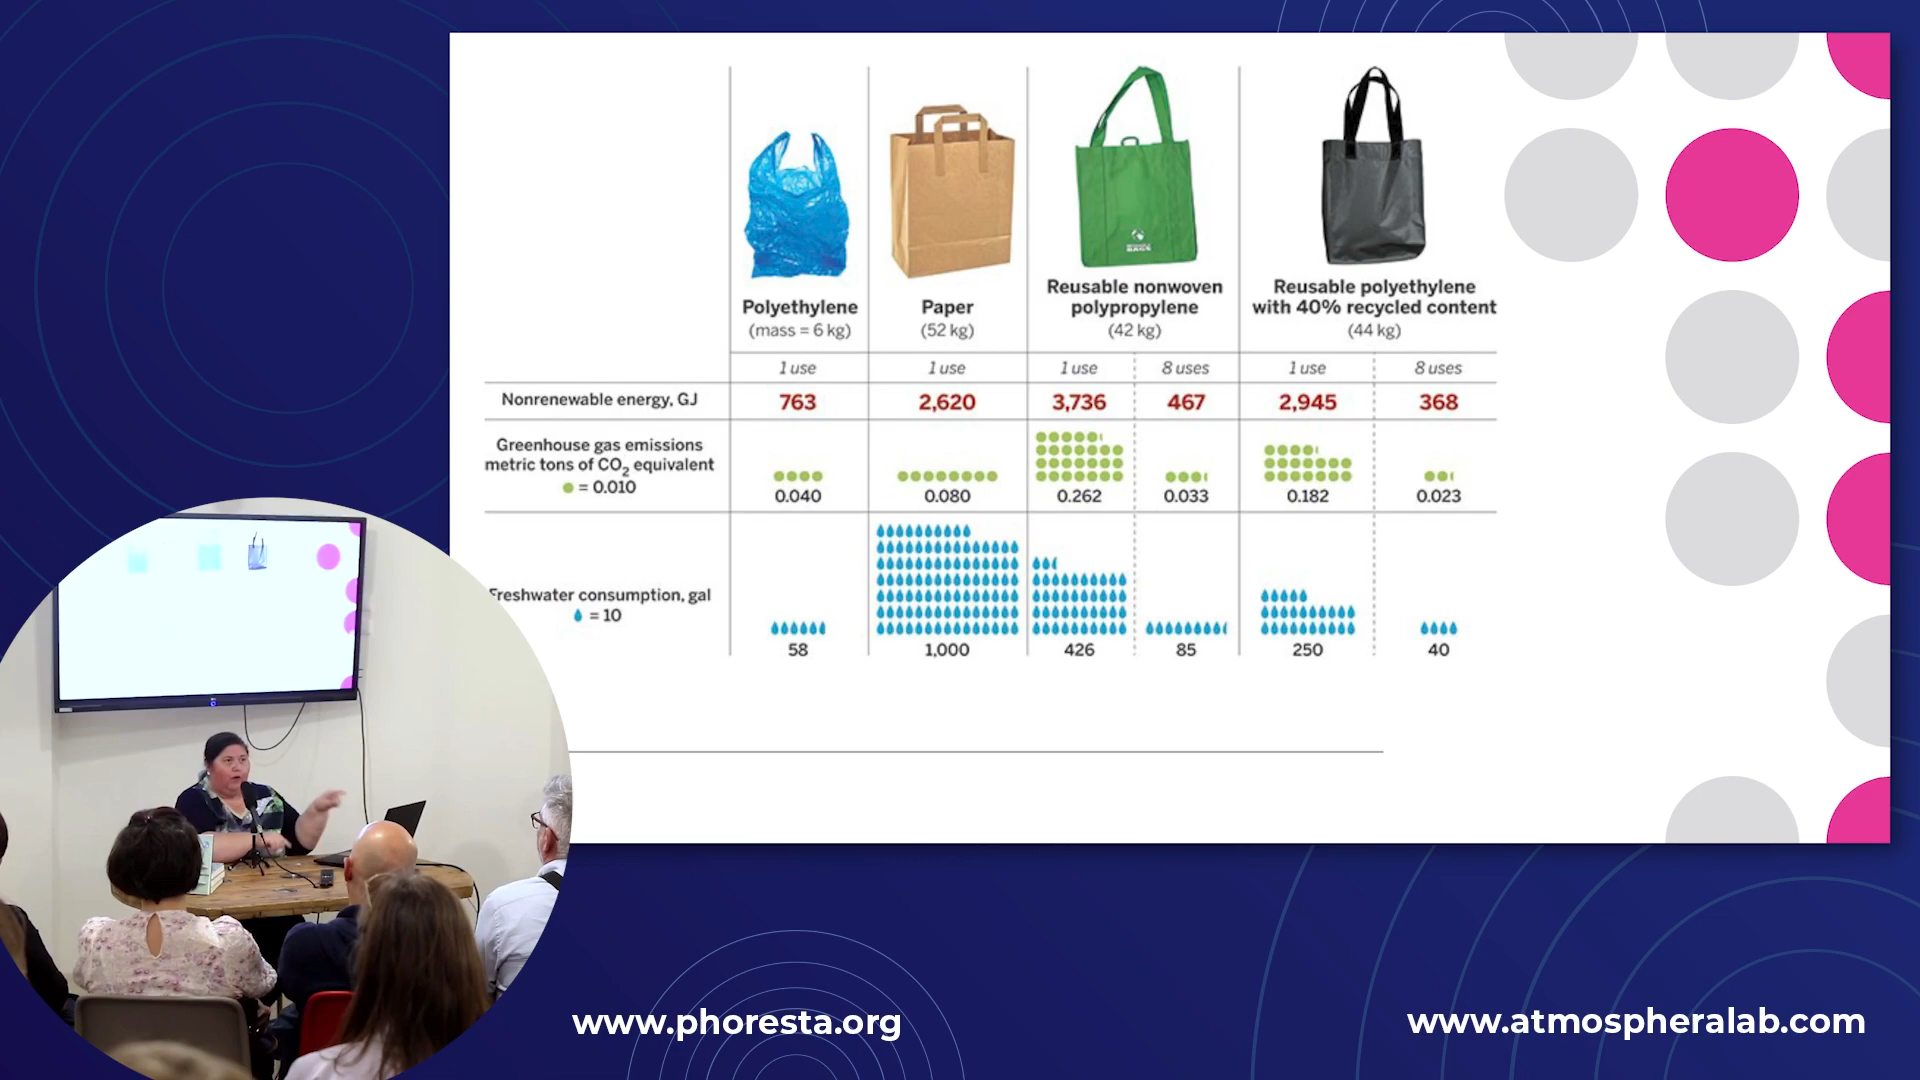 Polyethylene
(mass = 6 kg)
Paper
(52 kg)
Reusable nonwoven
polypropylene
(42 kg)
Reusable polyethylene
with 40% recycled content
(44 kg)
1 use
1 use
1 use
8 uses
1 use
8 uses
Nonrenewable energy, GJ
763
2,620
3,736
467
2,945
368
Greenhouse gas emissions
metric tons of CO2 equivalent
= 0.010
0.040
0.080
0.262
0.033
0.182
0.023
Freshwater consumption, gal
= 10
58
1,000
426
85
250
40
www.phoresta.org
www.atmospheralab.com